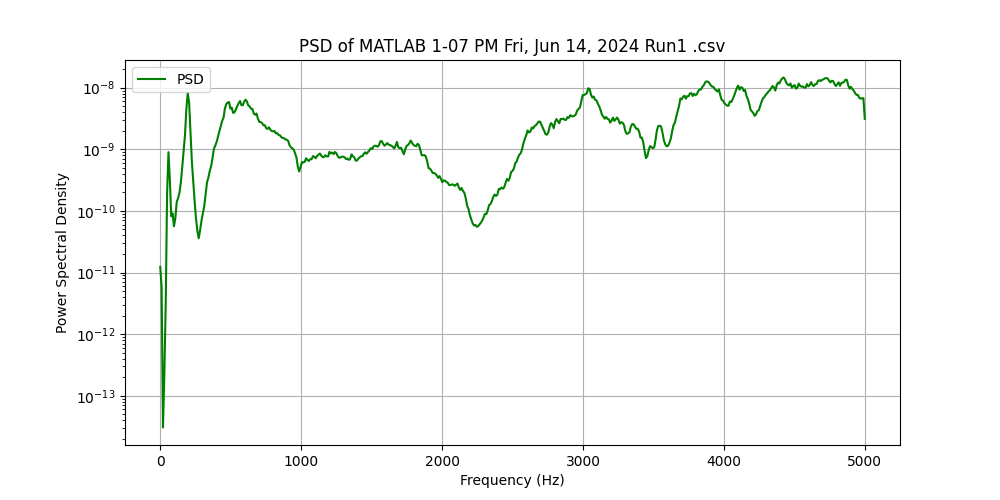 PSD of MATLAB 1-07 PM Fri, Jun 14, 2024 Run1 .csv
PSD
10⁻⁸
10⁻⁹
10⁻¹⁰
10⁻¹¹
10⁻¹²
10⁻¹³
Power Spectral Density
0 1000 2000 3000 4000 5000
Frequency (Hz)